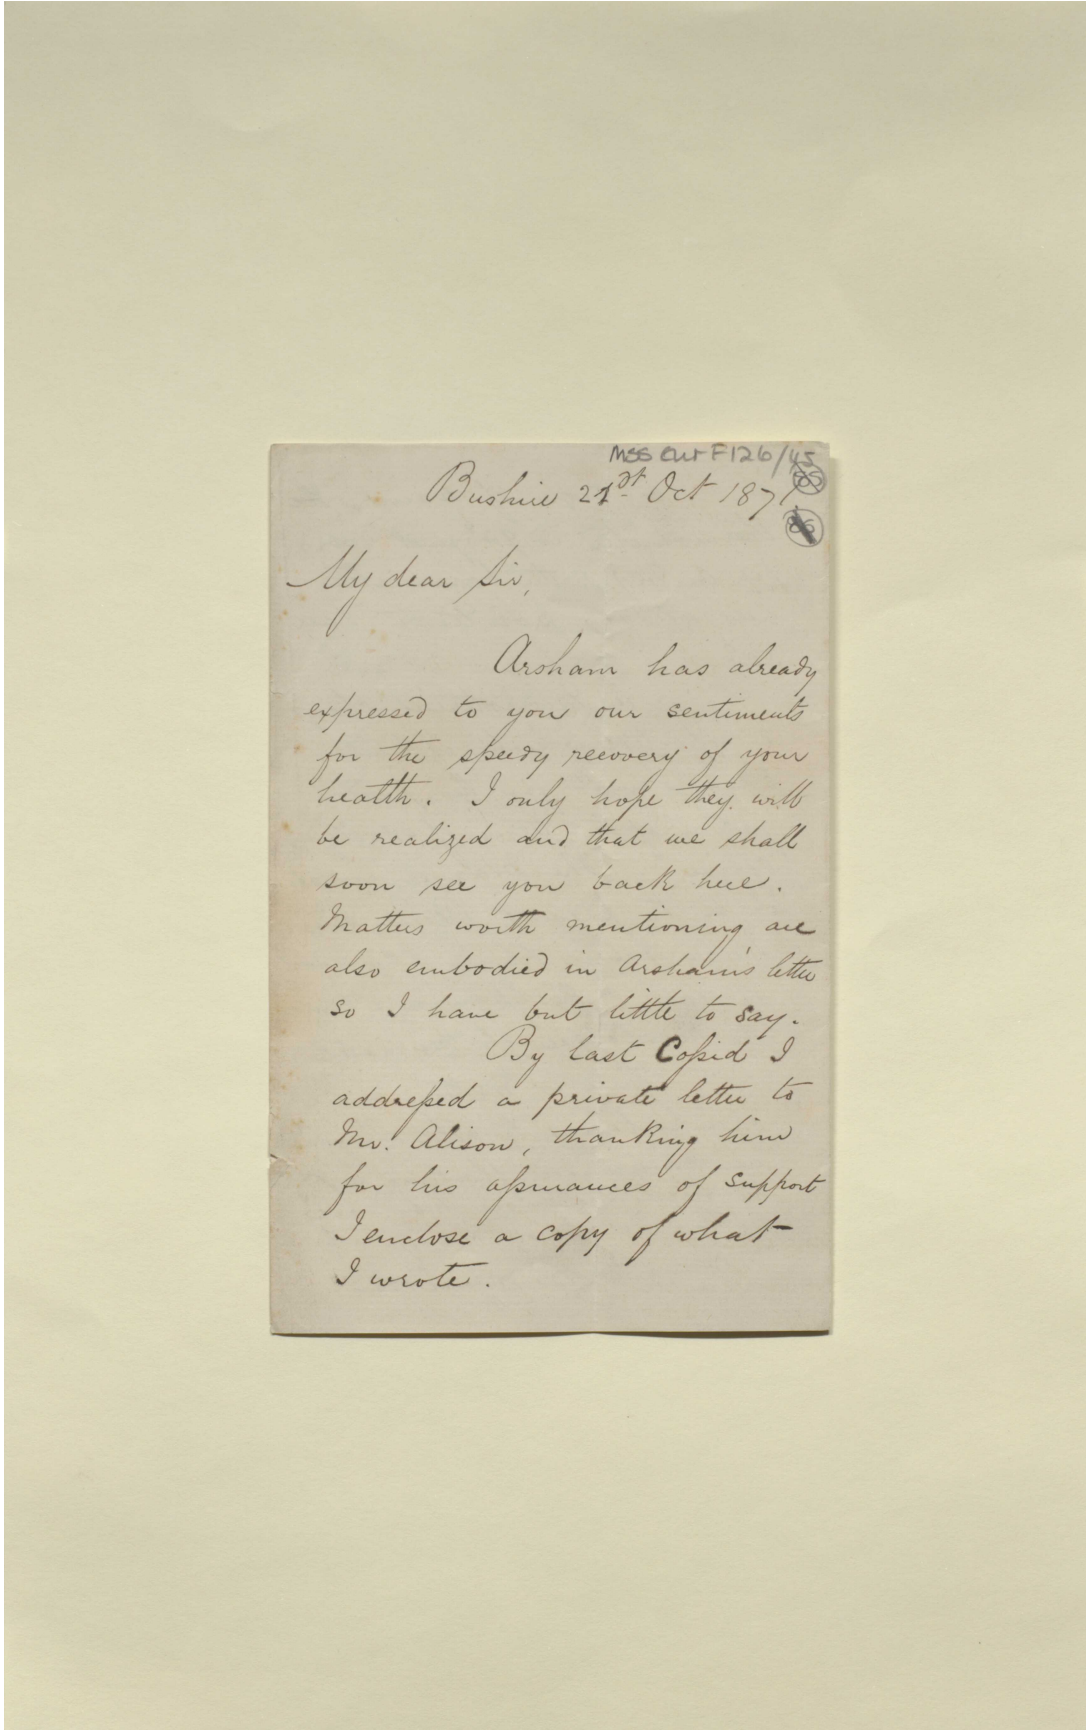 Mss Eur F126/45
85
86
Bushire 21st Oct 1871.
My dear Sir,
Arsham has already
expressed to you our sentiments
for the speedy recovery of your
health. I only hope they will
be realized and that we shall
soon see you back here.
Matters worth mentioning are
also embodied in Arsham's letter
so I have but little to say.
By last Cossid I
addressed a private letter to
Mr. Alison, thanking him
for his assurances of support
I enclose a copy of what
I wrote.